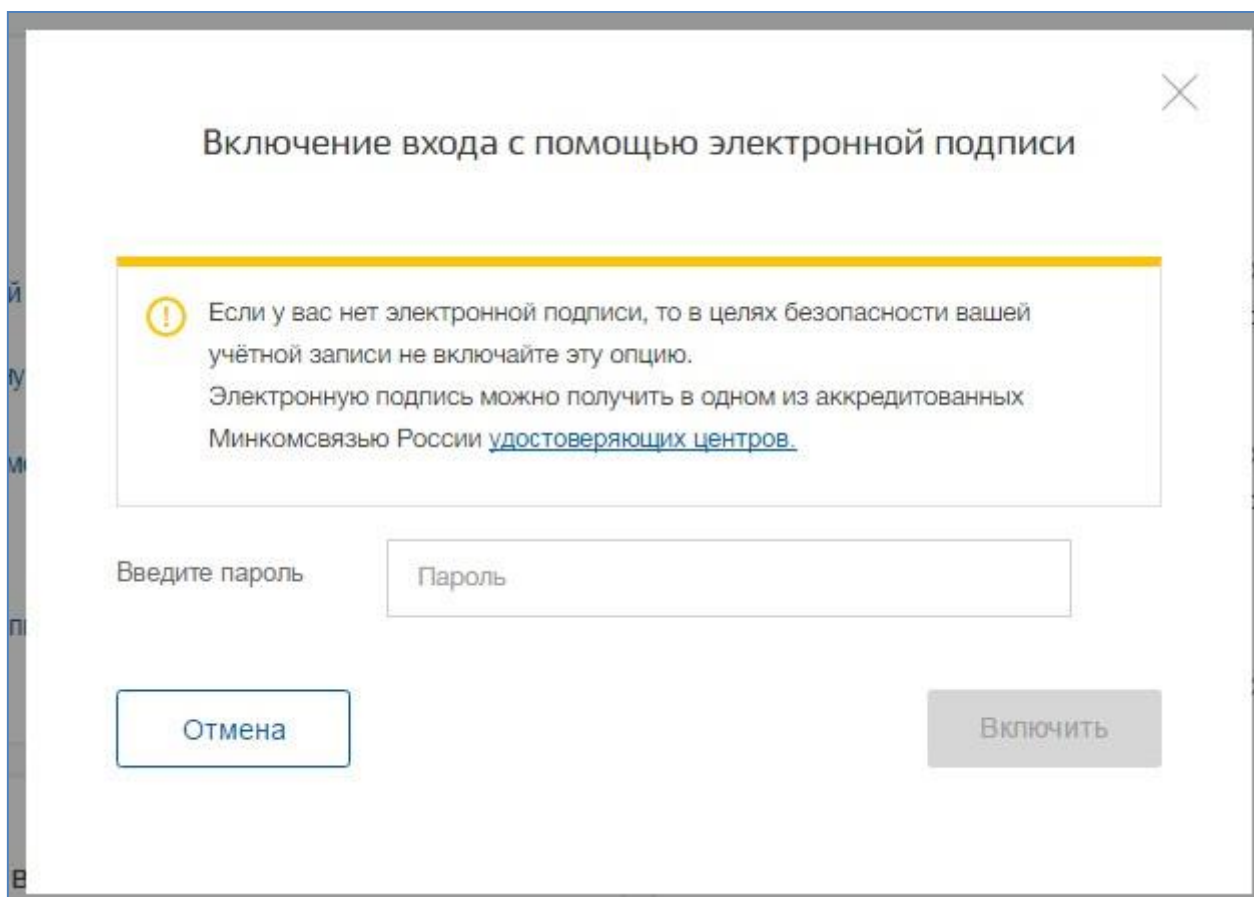 Включение входа с помощью электронной подписи
Если у вас нет электронной подписи, то в целях безопасности вашей
учётной записи не включайте эту опцию.
Электронную подпись можно получить в одном из аккредитованных
Минкомсвязью России удостоверяющих центров.
Введите пароль
Пароль
Отмена
Включить